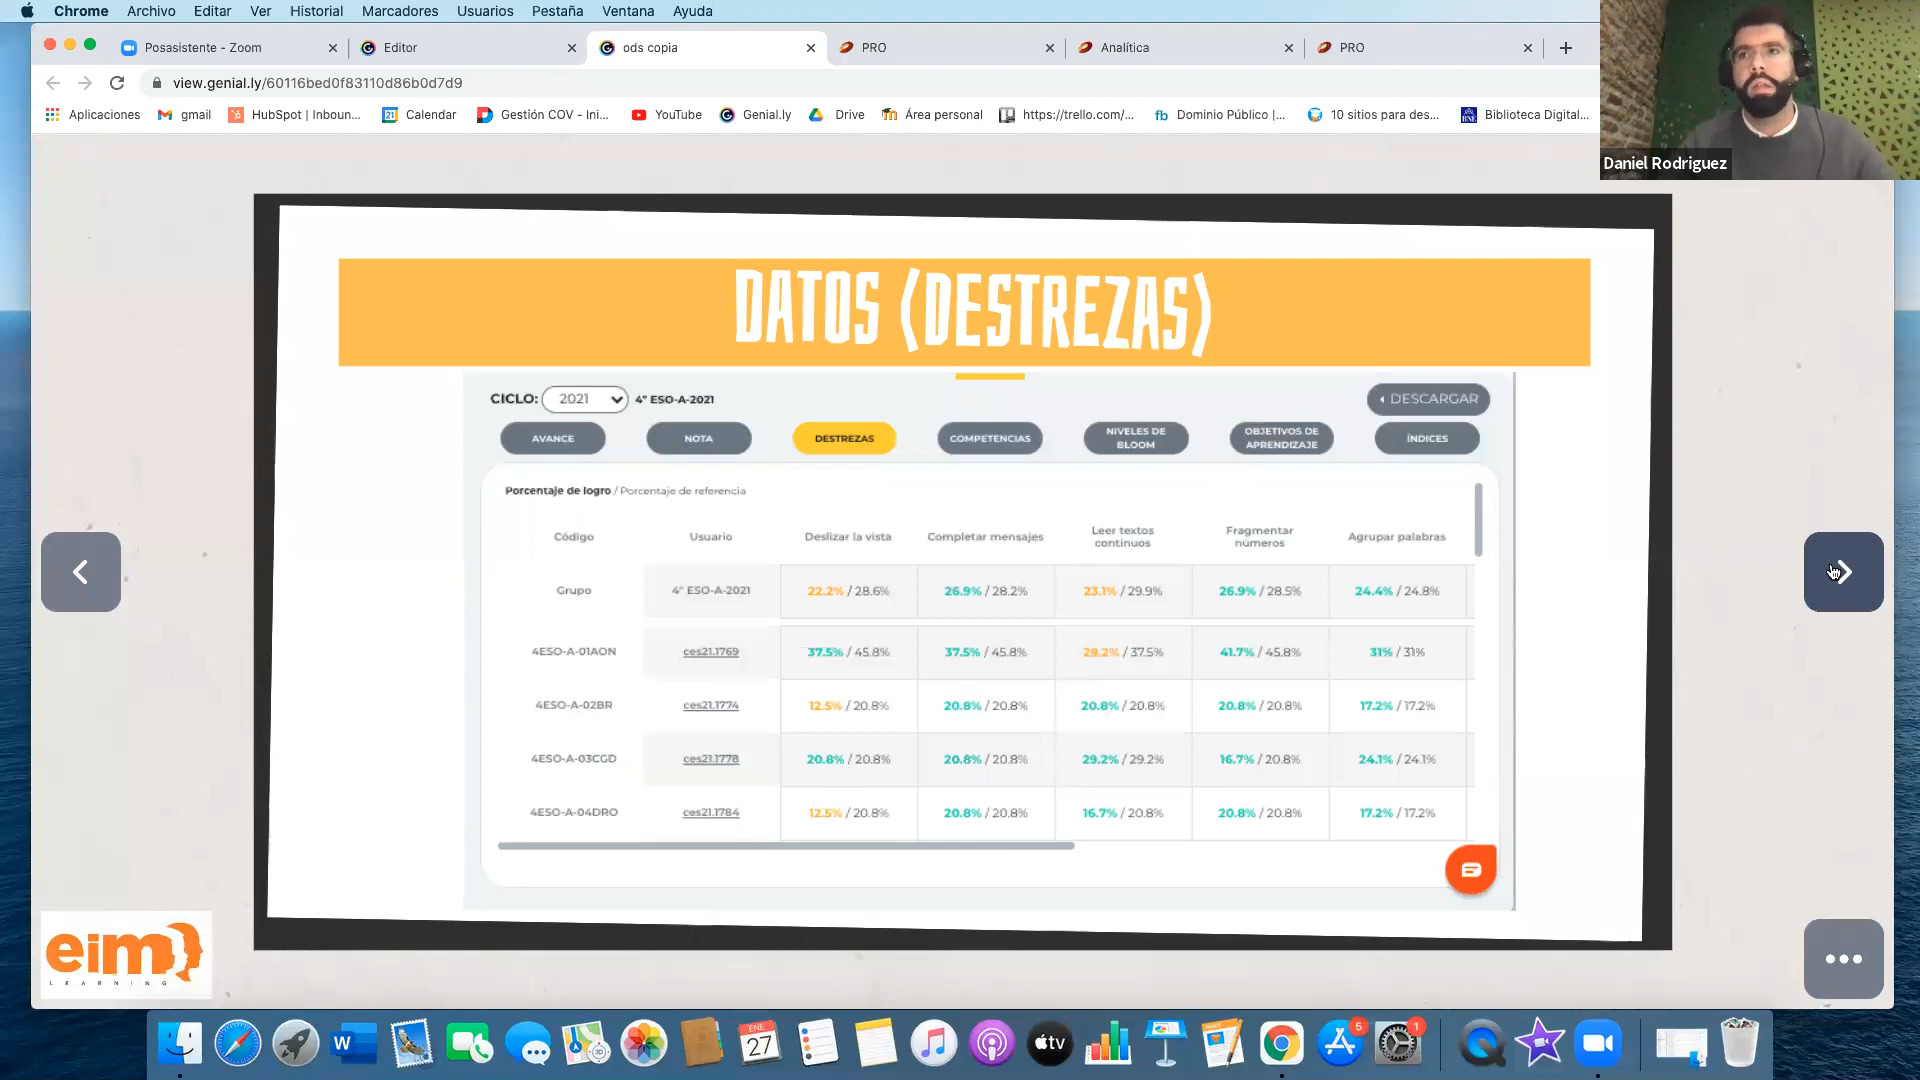 Chrome Archivo Editar Ver Historial Marcadores Usuarios Pestaña Ventana Ayuda
Posasistente - Zoom
Editor
ods copia
PRO
Analítica
PRO
view.genial.ly/60116bed0f83110d86b0d7d9
Aplicaciones gmail HubSpot | Inboun... Calendar Gestión COV - Ini... YouTube Genial.ly Drive Área personal https://trello.com/... Dominio Público |... 10 sitios para des... Biblioteca Digital...
Daniel Rodriguez
DATOS (DESTREZAS)
CICLO: 2021 4º ESO-A-2021
DESCARGAR
AVANCE NOTA DESTREZAS COMPETENCIAS NIVELES DE BLOOM OBJETIVOS DE APRENDIZAJE ÍNDICES
Porcentaje de logro / Porcentaje de referencia
Código Usuario Deslizar la vista Completar mensajes Leer textos continuos Fragmentar números Agrupar palabras
Grupo 4º ESO-A-2021 22.2% / 28.6% 26.9% / 28.2% 23.1% / 29.9% 26.9% / 28.5% 24.4% / 24.8%
4ESO-A-01AON ces21.1769 37.5% / 45.8% 37.5% / 45.8% 29.2% / 37.5% 41.7% / 45.8% 31% / 31%
4ESO-A-02BR ces21.1774 12.5% / 20.8% 20.8% / 20.8% 20.8% / 20.8% 20.8% / 20.8% 17.2% / 17.2%
4ESO-A-03CGD ces21.1778 20.8% / 20.8% 20.8% / 20.8% 29.2% / 29.2% 16.7% / 20.8% 24.1% / 24.1%
4ESO-A-04DRO ces21.1784 12.5% / 20.8% 20.8% / 20.8% 16.7% / 20.8% 20.8% / 20.8% 17.2% / 17.2%
eim
LEARNING
W
ENE
27
tv
5
1